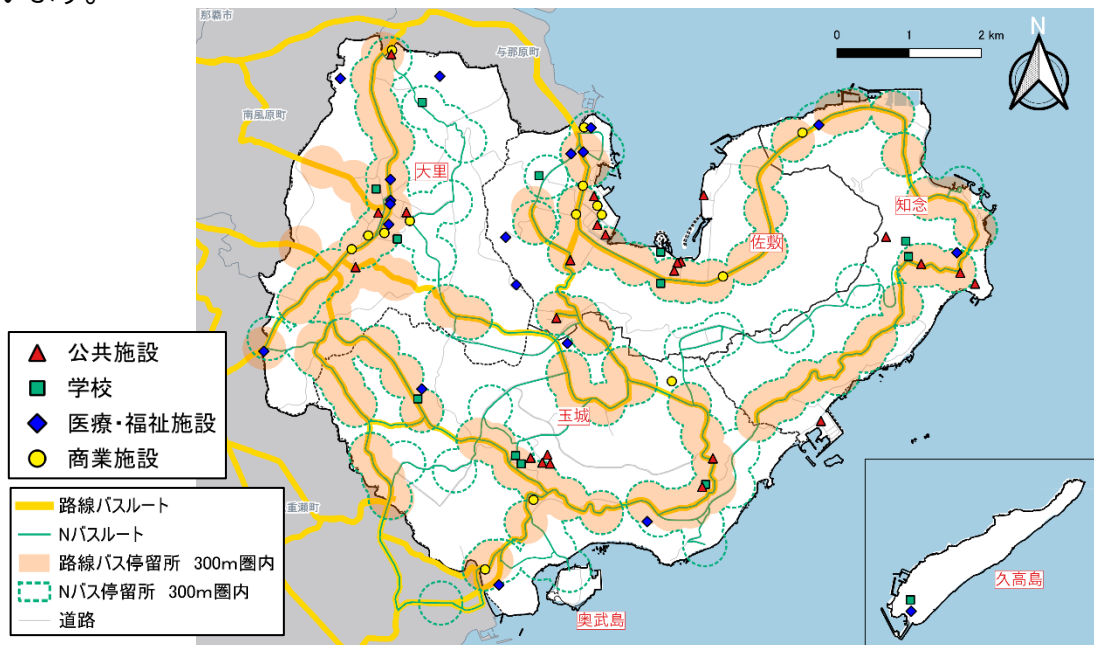 います。
那覇市
与那原町
0 1 2 km
N
南風原町
大里
知念
佐敷
公共施設
学校
医療・福祉施設
商業施設
玉城
路線バスルート
Nバスルート
路線バス停留所 300m圏内
Nバス停留所 300m圏内
道路
重瀬町
奥武島
久高島